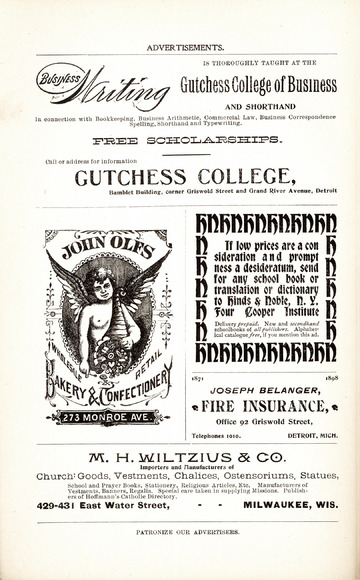 ADVERTISEMENTS.
Business Writing
IS THOROUGHLY TAUGHT AT THE
Gutchess College of Business
AND SHORTHAND
In connection with Bookkeeping, Business Arithmetic, Commercial Law, Business Correspondence
Spelling, Shorthand and Typewriting.
FREE SCHOLARSHIPS.
Call or address for information
GUTCHESS COLLEGE,
Bamlet Building, corner Griswold Street and Grand River Avenue, Detroit
JOHN OLFS
WHOLESALE RETAIL
BAKERY & CONFECTIONERY
273 MONROE AVE.
If low prices are a con
sideration and prompt
ness a desideratum, send
for any school book or
translation or dictionary
to Hinds & Noble, N. Y.
Four Cooper Institute
Delivery prepaid. New and secondhand
schoolbooks of all publishers. Alphabet-
ical catalogue free, if you mention this ad.
1871 1898
JOSEPH BELANGER,
FIRE INSURANCE,
Office 92 Griswold Street,
Telephones 1010. DETROIT, MICH.
M. H. WILTZIUS & CO.
Importers and Manufacturers of
Church Goods, Vestments, Chalices, Ostensoriums, Statues,
School and Prayer Books, Stationery, Religious Articles, Etc. Manufacturers of
Vestments, Banners, Regalia. Special care taken in supplying Missions. Publish-
ers of Hoffmann's Catholic Directory.
429-431 East Water Street, - - MILWAUKEE, WIS.
PATRONIZE OUR ADVERTISERS.